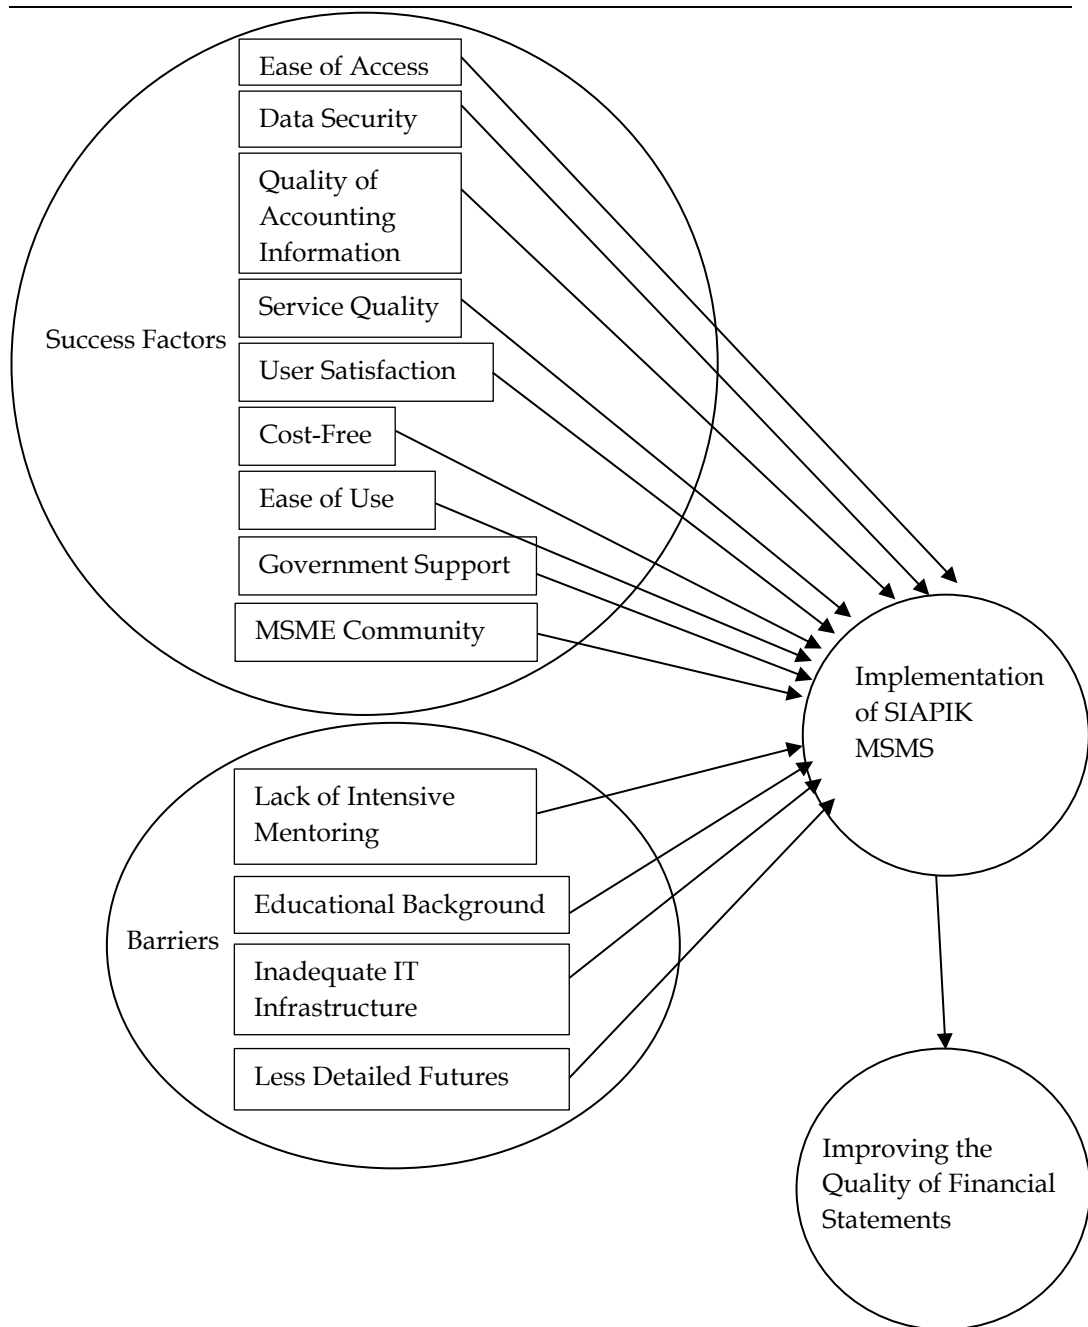 Ease of Access
Data Security
Quality of
Accounting
Information
Service Quality
Success Factors
User Satisfaction
Cost-Free
Ease of Use
Government Support
MSME Community
Implementation
of SIAPIK
MSMS
Lack of Intensive
Mentoring
Educational Background
Barriers
Inadequate IT
Infrastructure
Less Detailed Futures
Improving the
Quality of Financial
Statements